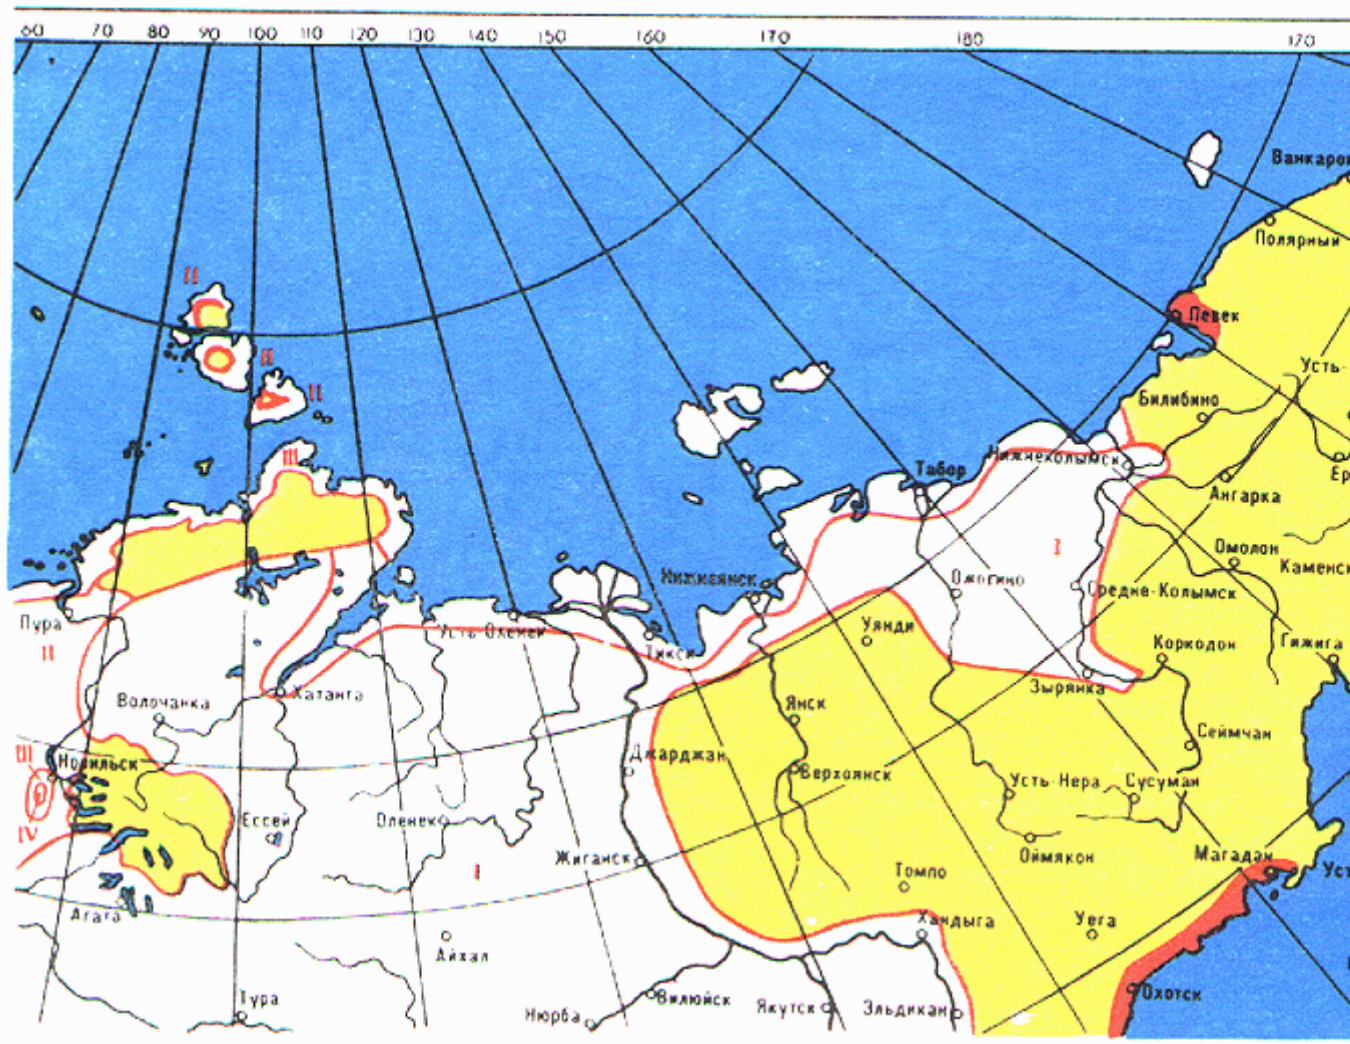 60 70 80 90 100 110 120 130 140 150 160 170 180 170
Полярный
II
Певек
II
II
Усть-
Билибино
III
Нижнеколымск
Табор
Ангарка
I
Омолон
Каменск
Нижнеянск
Ожогино
Средне-Колымск
Пура
Усть Оленек
Уянди
Тикси
Коркодон
Гижига
II
Хатанга
Зырянка
Волочанка
Янск
Сеймчан
III
Норильск
Джарджан
Верхоянск
Усть-Нера
Сусуман
IV
Ессей
Оленек
Оймякон
Жиганск
Магадан
Уст
I
Томпо
Агата
Хандыга
Уега
Айхал
Тура
Вилюйск
Якутск
Эльдикан
Охотск
Нюрба